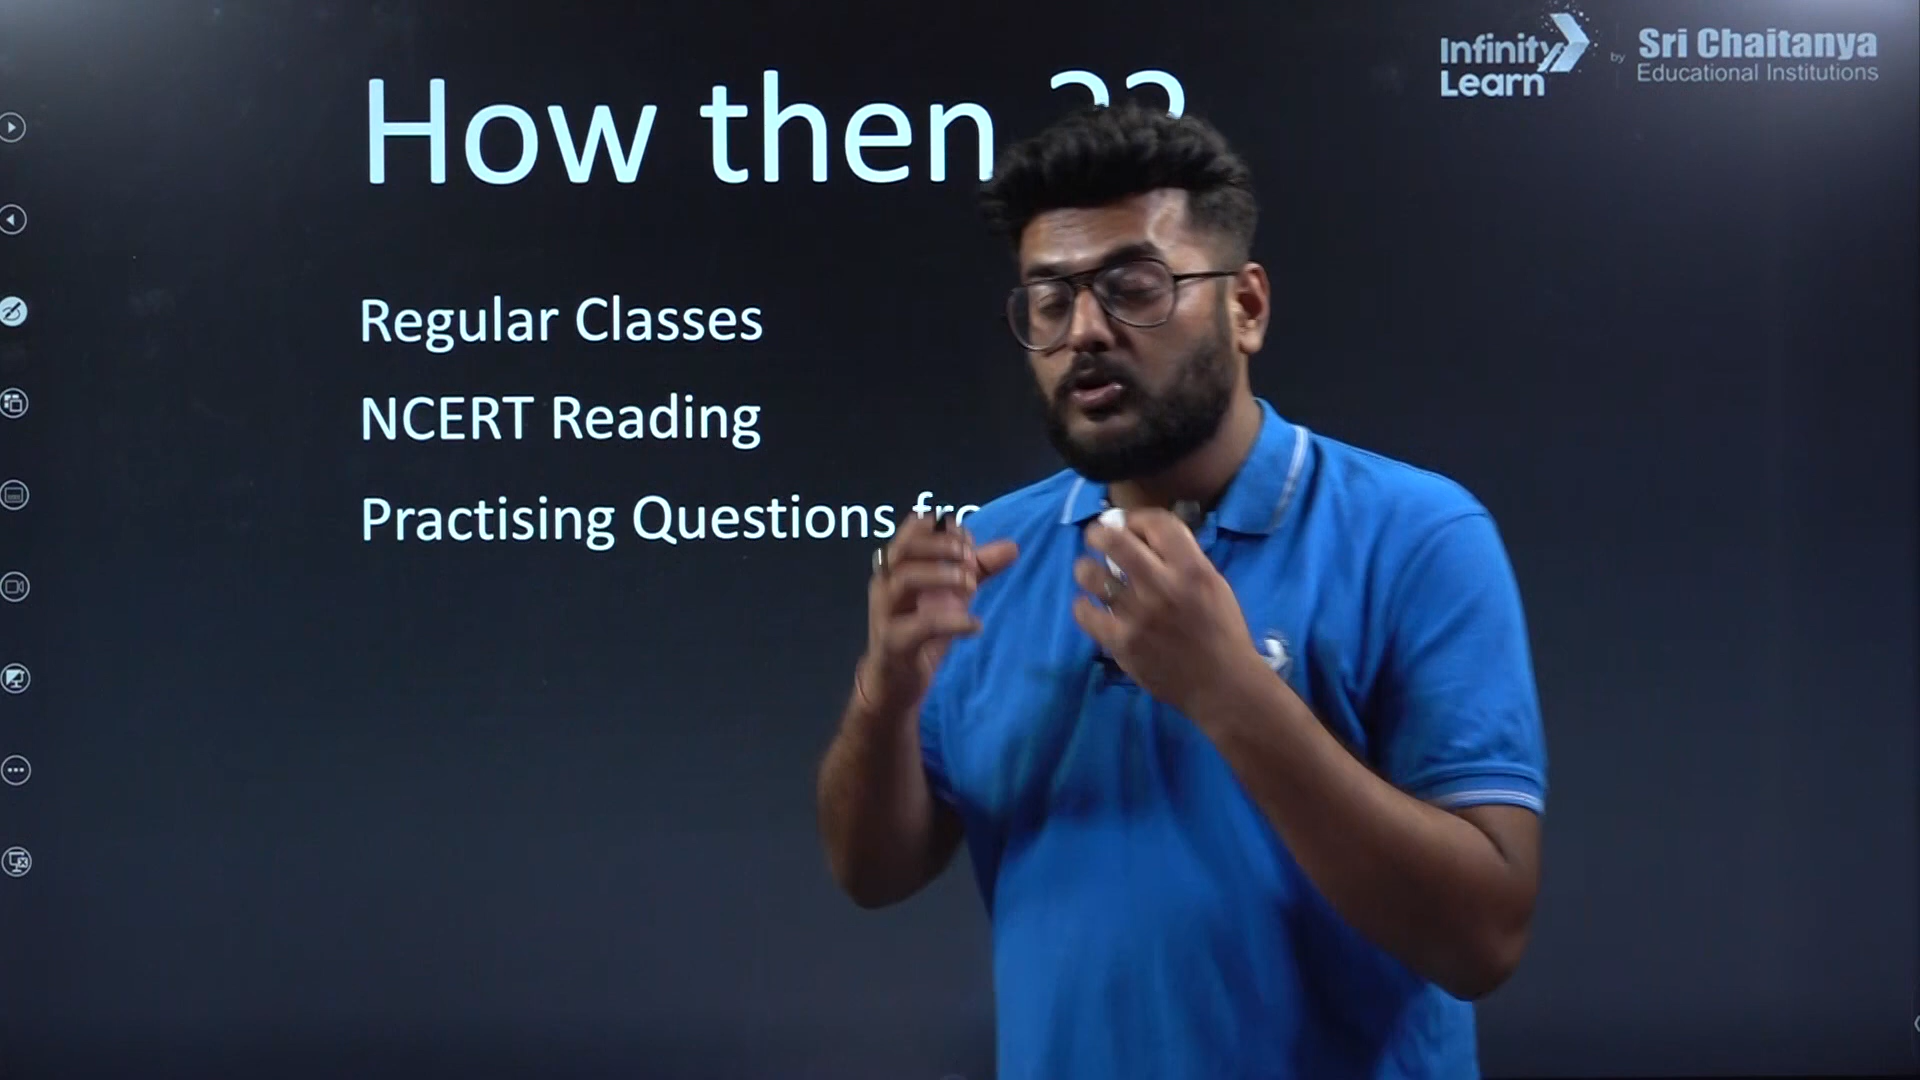 How then ??
Regular Classes
NCERT Reading
Practising Questions
Infinity
Learn
by
Sri Chaitanya
Educational Institutions